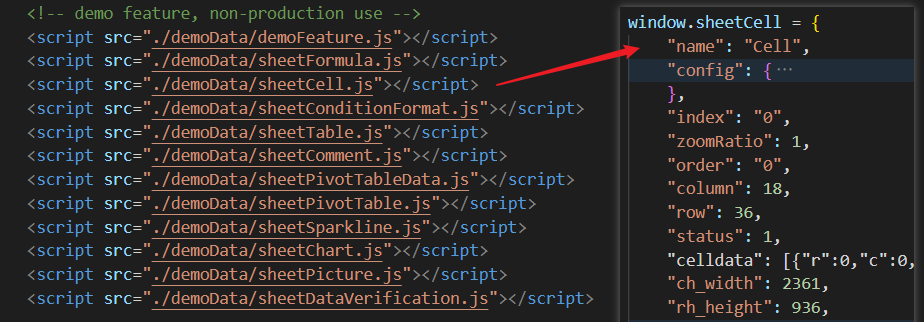 <!-- demo feature, non-production use -->
<script src="./demoData/demoFeature.js"></script>
<script src="./demoData/sheetFormula.js"></script>
<script src="./demoData/sheetCell.js"></script>
<script src="./demoData/sheetConditionFormat.js"></script>
<script src="./demoData/sheetTable.js"></script>
<script src="./demoData/sheetComment.js"></script>
<script src="./demoData/sheetPivotTableData.js"></script>
<script src="./demoData/sheetPivotTable.js"></script>
<script src="./demoData/sheetSparkline.js"></script>
<script src="./demoData/sheetChart.js"></script>
<script src="./demoData/sheetPicture.js"></script>
<script src="./demoData/sheetDataVerification.js"></script>
window.sheetCell = {
"name": "Cell",
"config": { ⋯
},
"index": "0",
"zoomRatio": 1,
"order": "0",
"column": 18,
"row": 36,
"status": 1,
"celldata": [{"r":0,"c":0,
"ch_width": 2361,
"rh_height": 936,